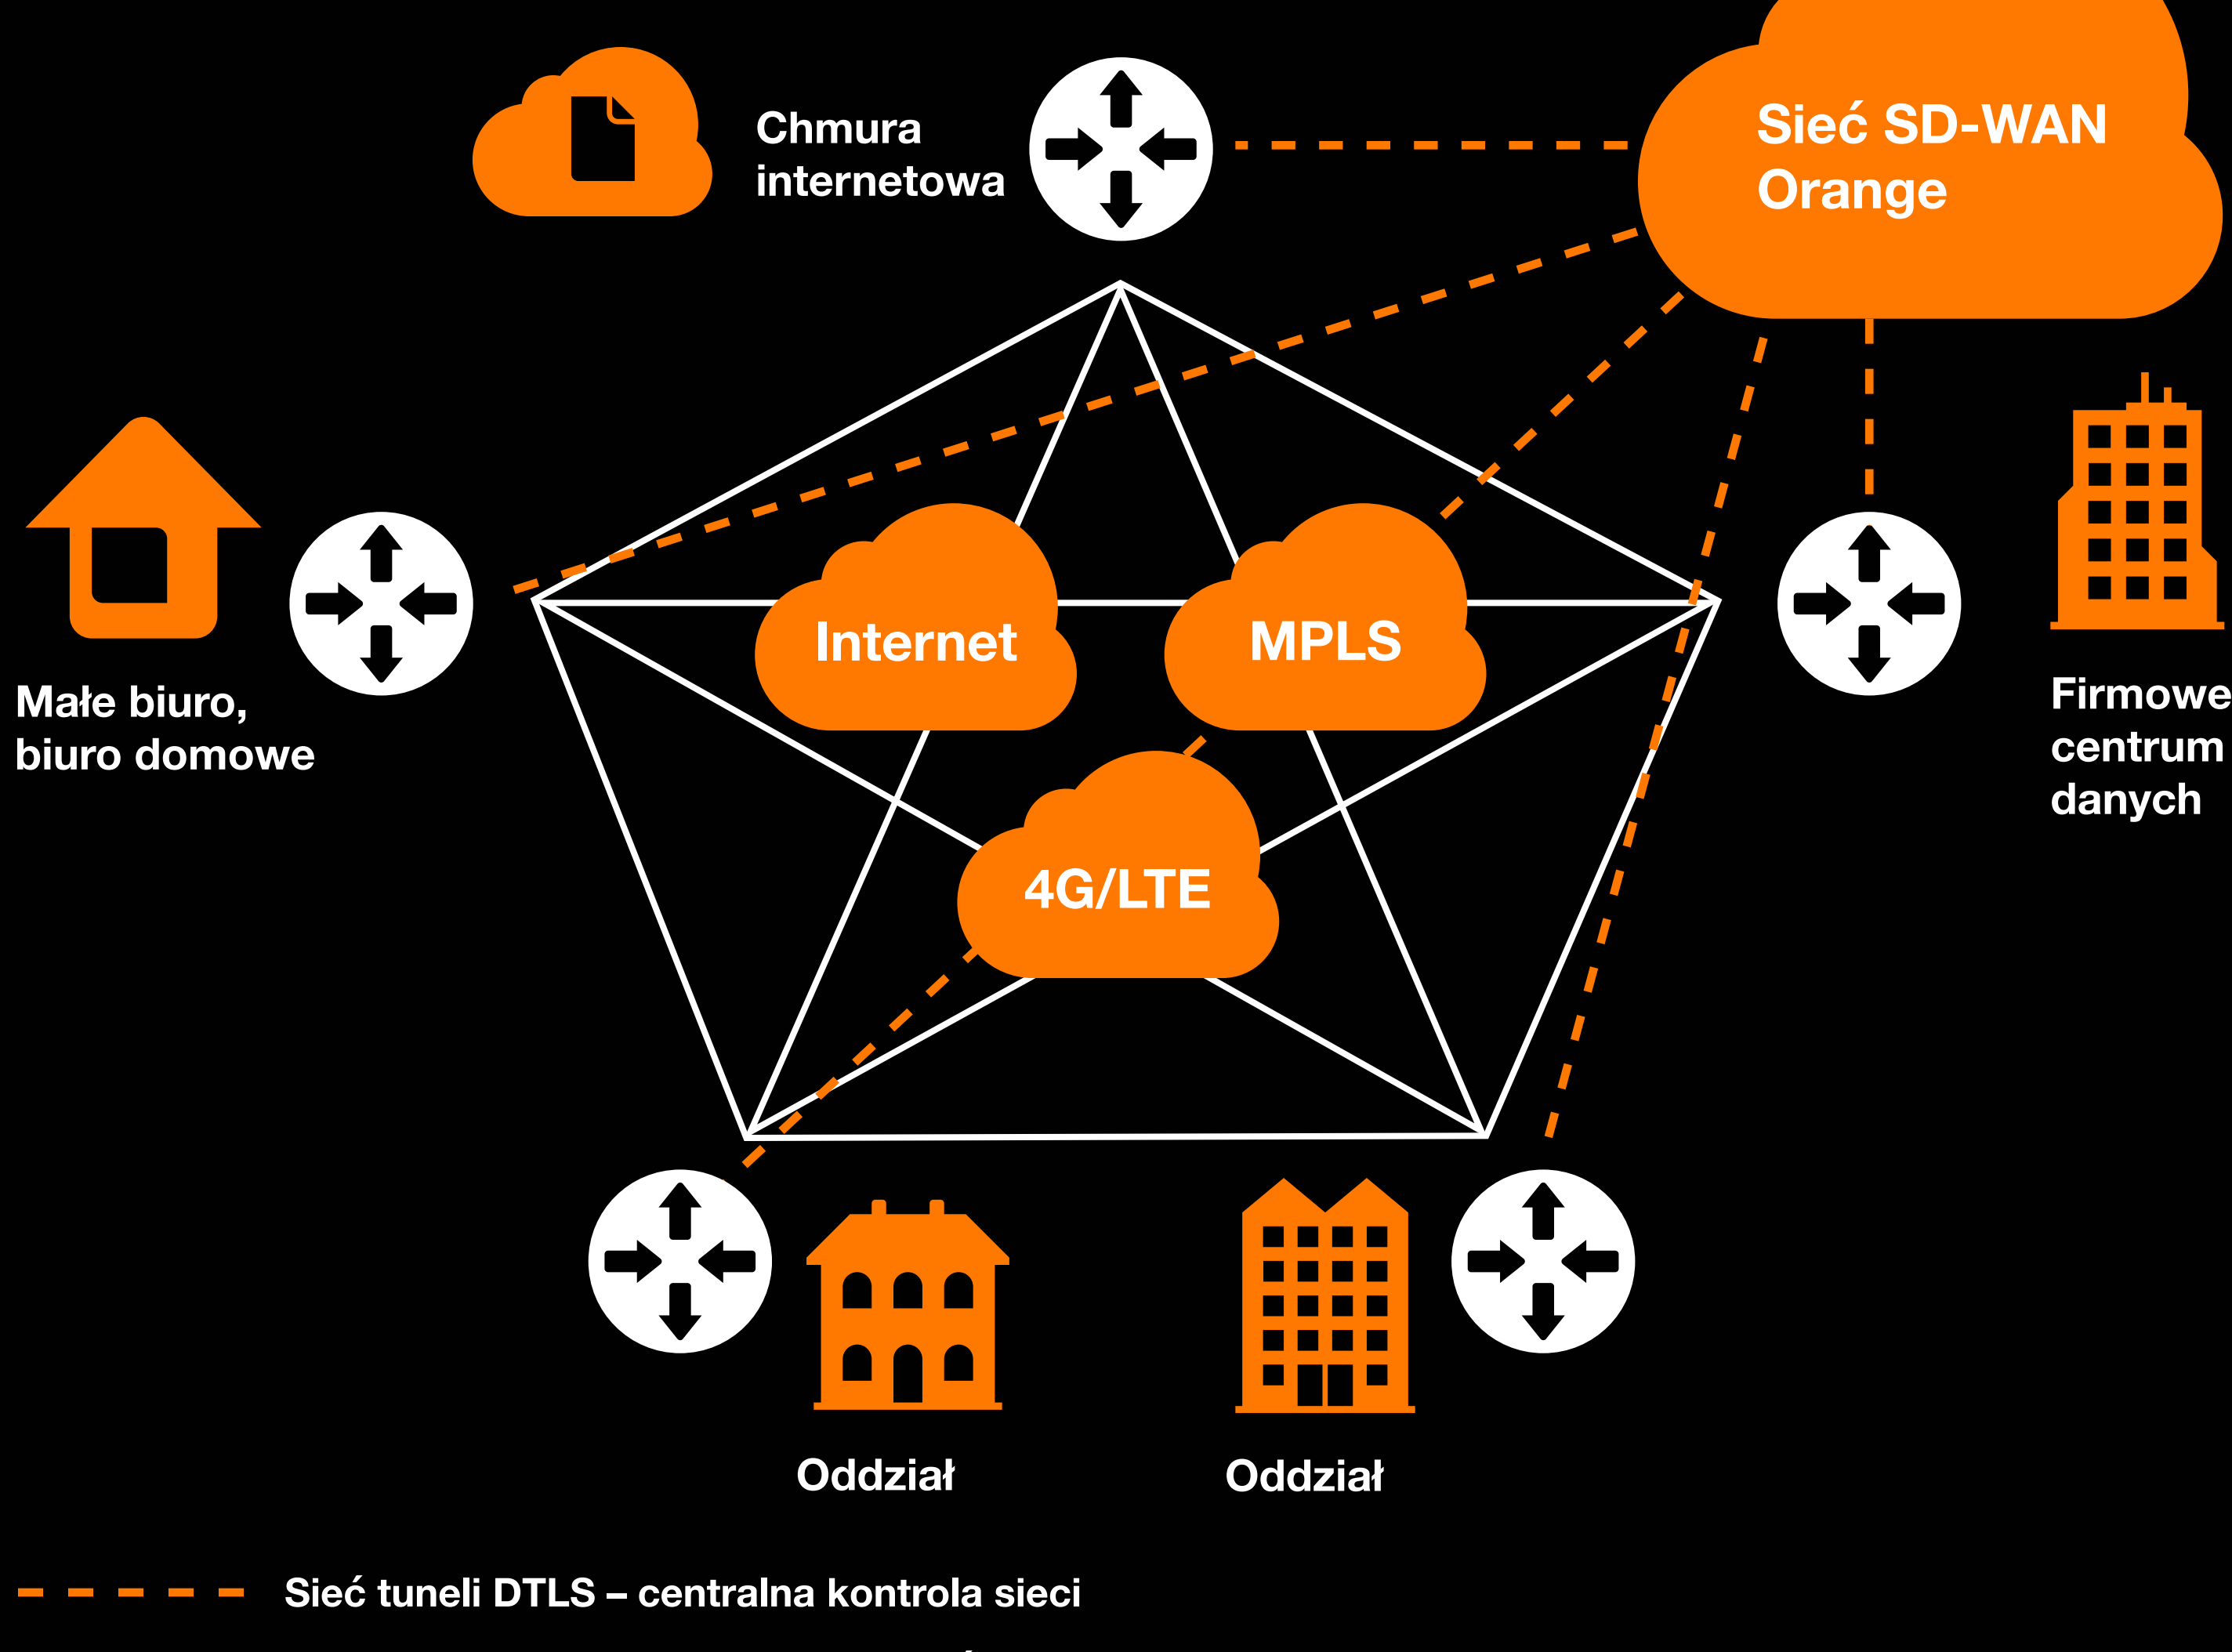 Chmura
internetowa
Sieć SD-WAN
Orange
Internet
MPLS
Małe biuro,
biuro domowe
Firmowe
centrum
danych
4G/LTE
Oddział
Oddział
Sieć tuneli DTLS – centralna kontrola sieci